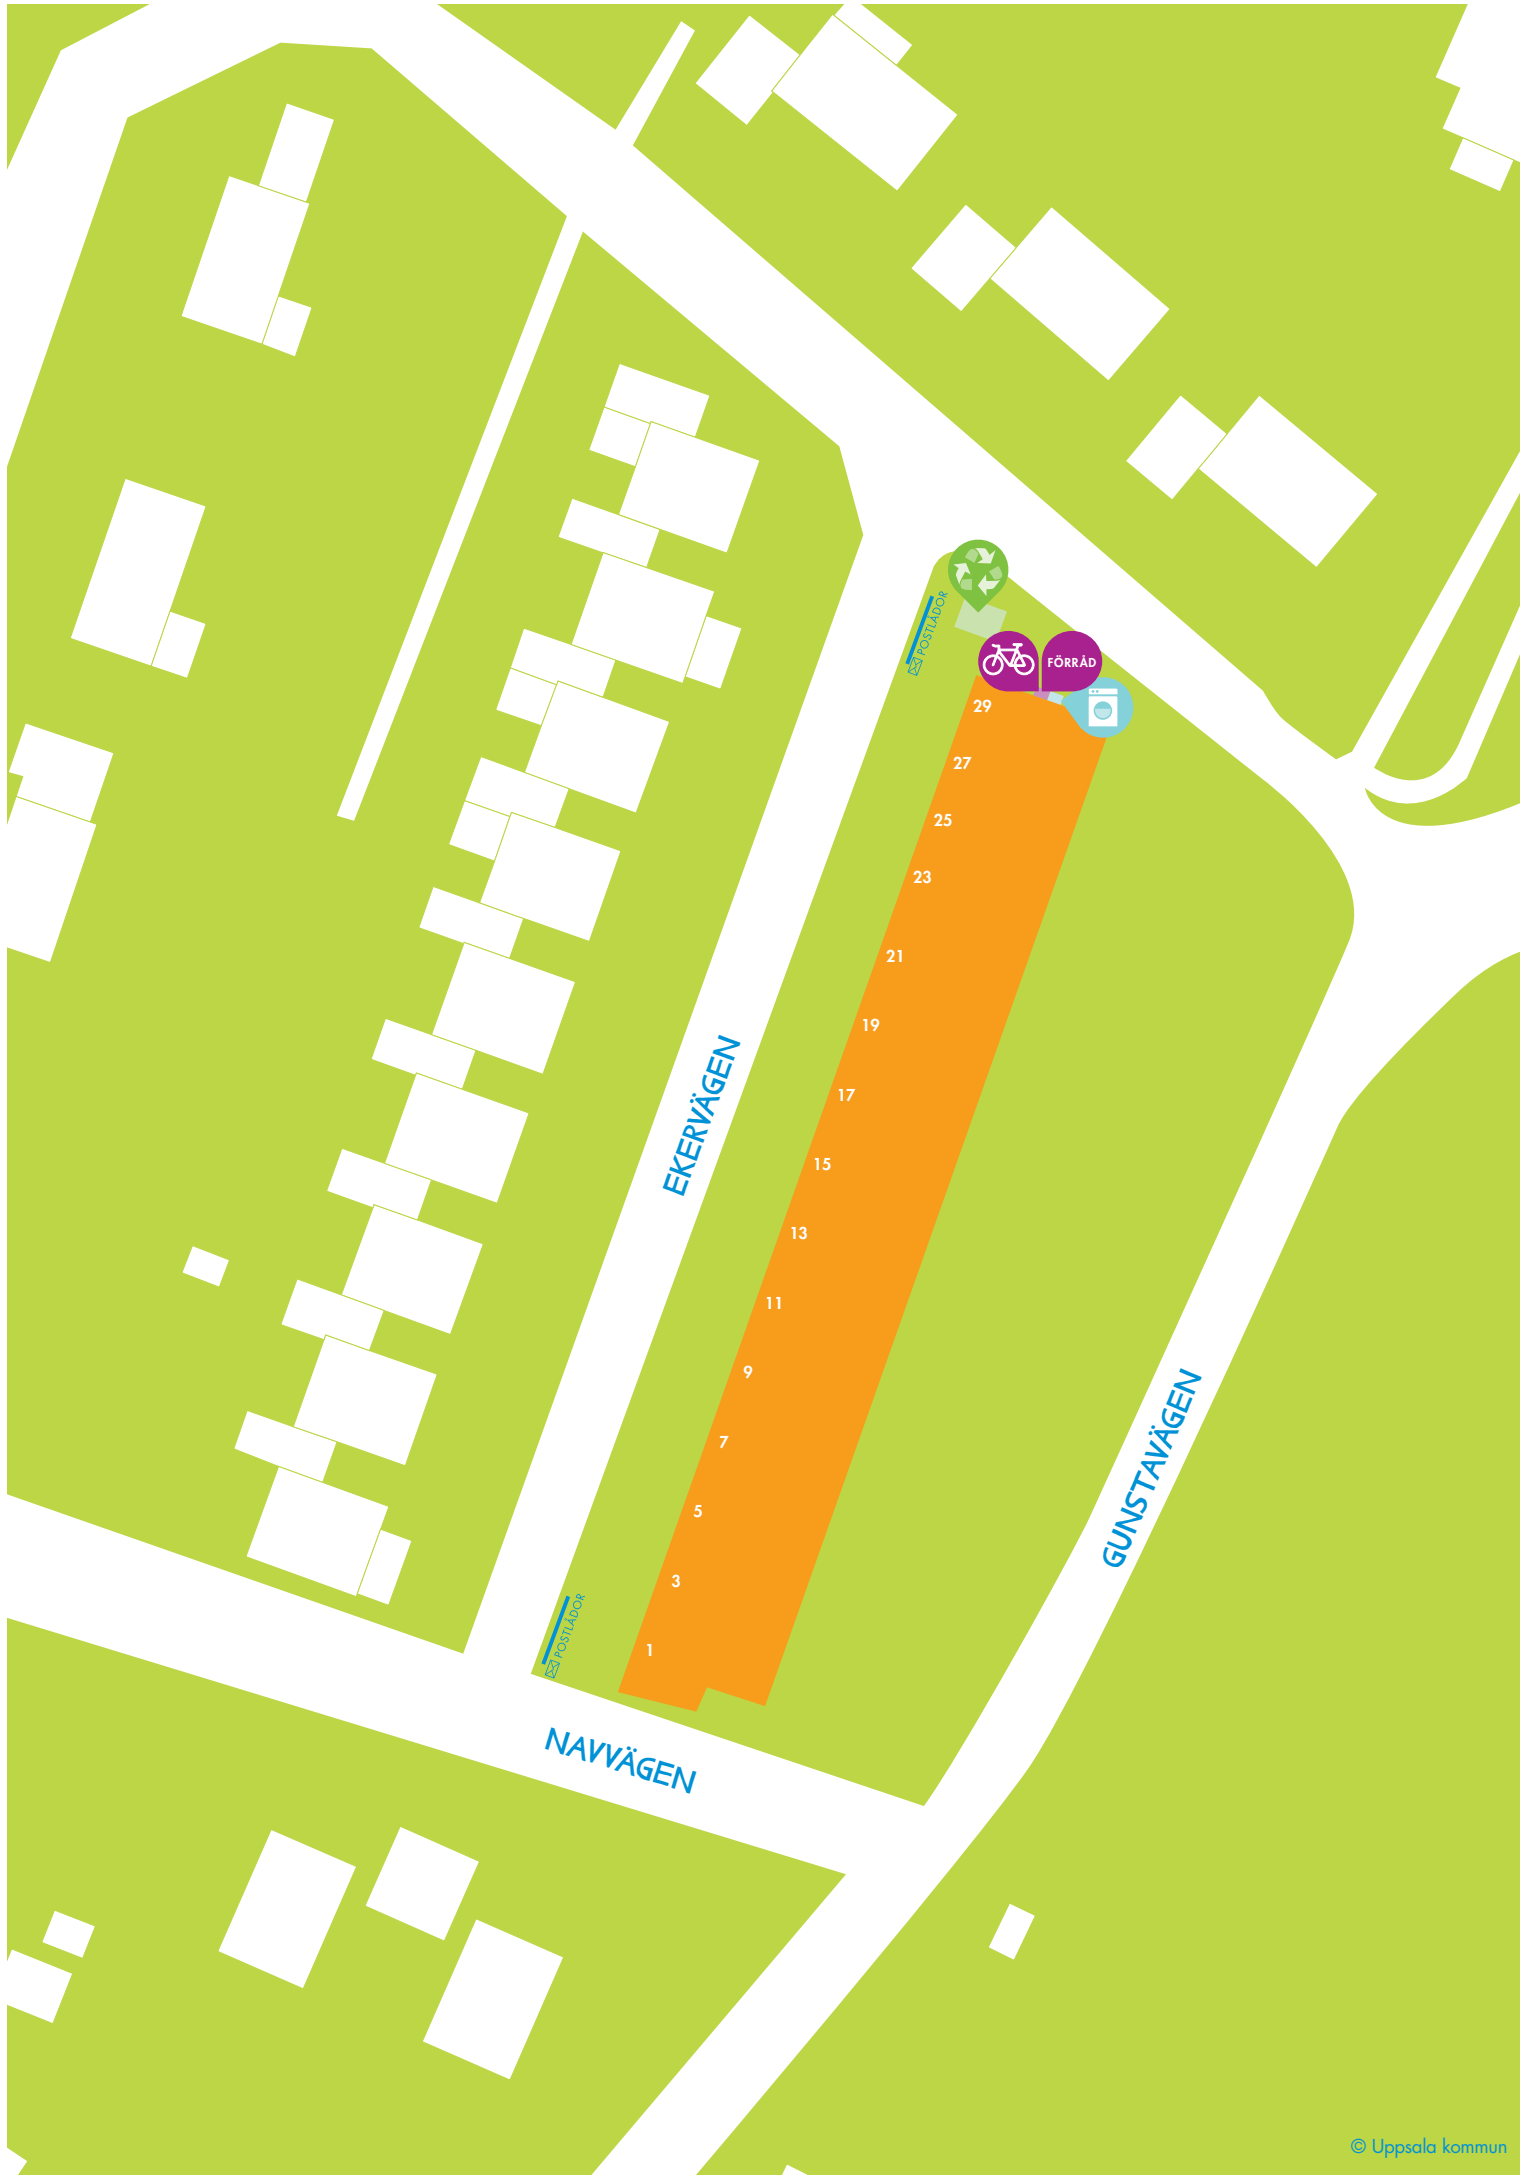 POSTLÅDOR
FÖRRÅD
29
27
25
23
21
19
17
15
13
11
9
7
5
3
1
EKERVÄGEN
GUNSTAVÄGEN
POSTLÅDOR
NAVVÄGEN
© Uppsala kommun